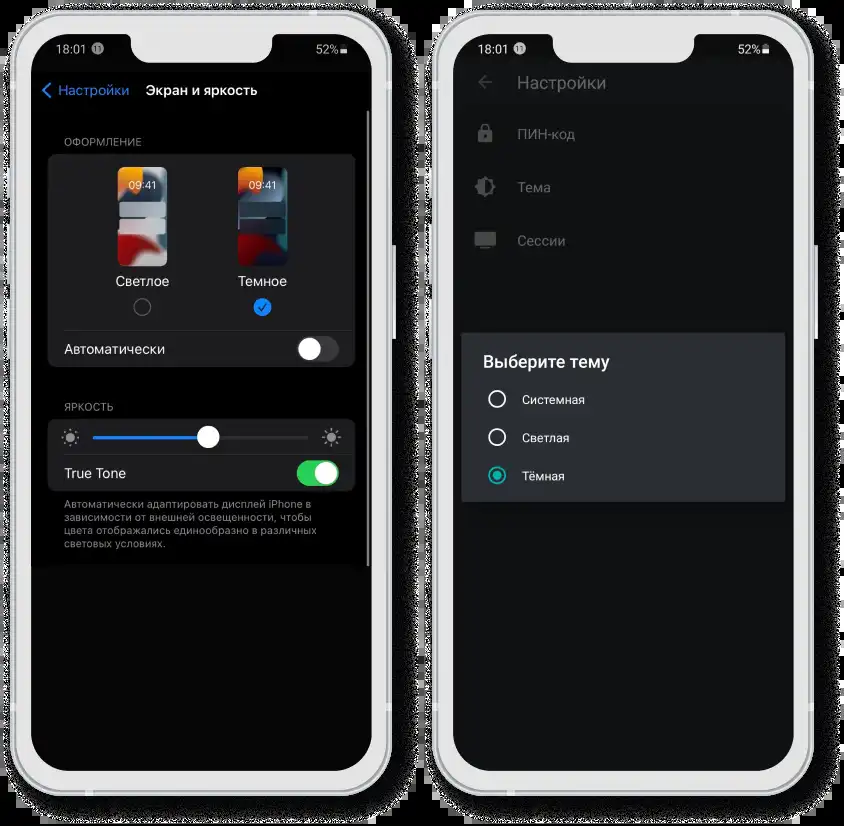 18:01 11 52%
Настройки Экран и яркость
ОФОРМЛЕНИЕ
09:41 09:41
Светлое Темное
Автоматически
ЯРКОСТЬ
True Tone
Автоматически адаптировать дисплей iPhone в
зависимости от внешней освещенности, чтобы
цвета отображались единообразно в различных
световых условиях.
18:01 11 52%
Настройки
ПИН-код
Тема
Сессии
Выберите тему
Системная
Светлая
Тёмная